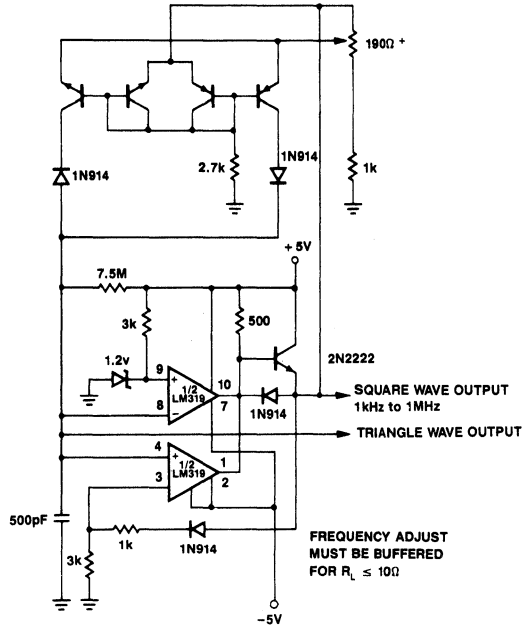 190Ω +
1N914
2.7k
1N914
1k
+5V
7.5M
3k
500
1.2v
2N2222
9
+
1/2
LM319
10
7
8
−
1N914
SQUARE WAVE OUTPUT
1kHz to 1MHz
TRIANGLE WAVE OUTPUT
4
+
1/2
LM319
1
2
3
−
500pF
3k
1k
1N914
FREQUENCY ADJUST
MUST BE BUFFERED
FOR RL ≤ 10Ω
−5V